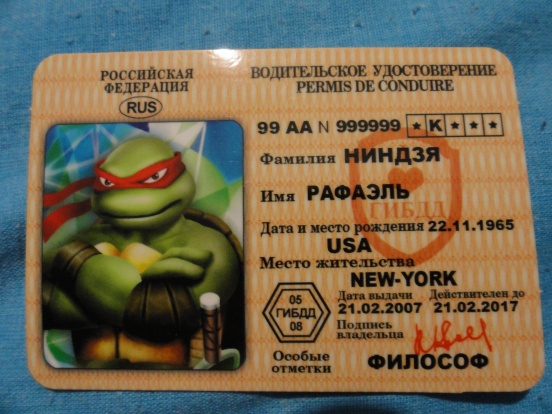 РОССИЙСКАЯ
ФЕДЕРАЦИЯ
RUS
ВОДИТЕЛЬСКОЕ УДОСТОВЕРЕНИЕ
PERMIS DE CONDUIRE
99 АА N 999999 ★ К ★ ★ ★
Фамилия НИНДЗЯ
Имя РАФАЭЛЬ
ГИБДД
Дата и место рождения 22.11.1965
USA
Место жительства
NEW-YORK
Дата выдачи Действителен до
21.02.2007 21.02.2017
05
ГИБДД
08
Подпись
владельца
Особые
отметки
ФИЛОСОФ